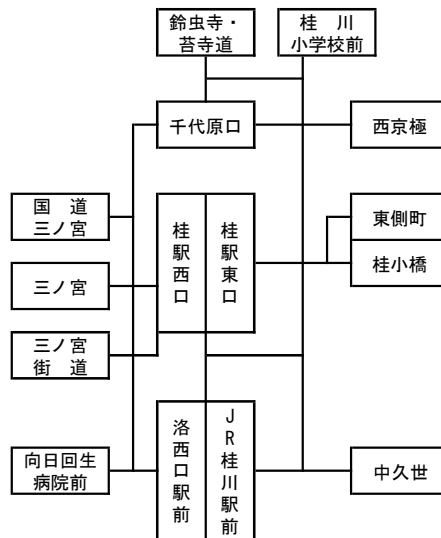 鈴虫寺・
苔寺道
桂川
小学校前
千代原口
西京極
国道
三ノ宮
桂駅西口
桂駅東口
東側町
桂小橋
三ノ宮
三ノ宮
街道
向日回生
病院前
洛西口駅前
JR桂川駅前
中久世